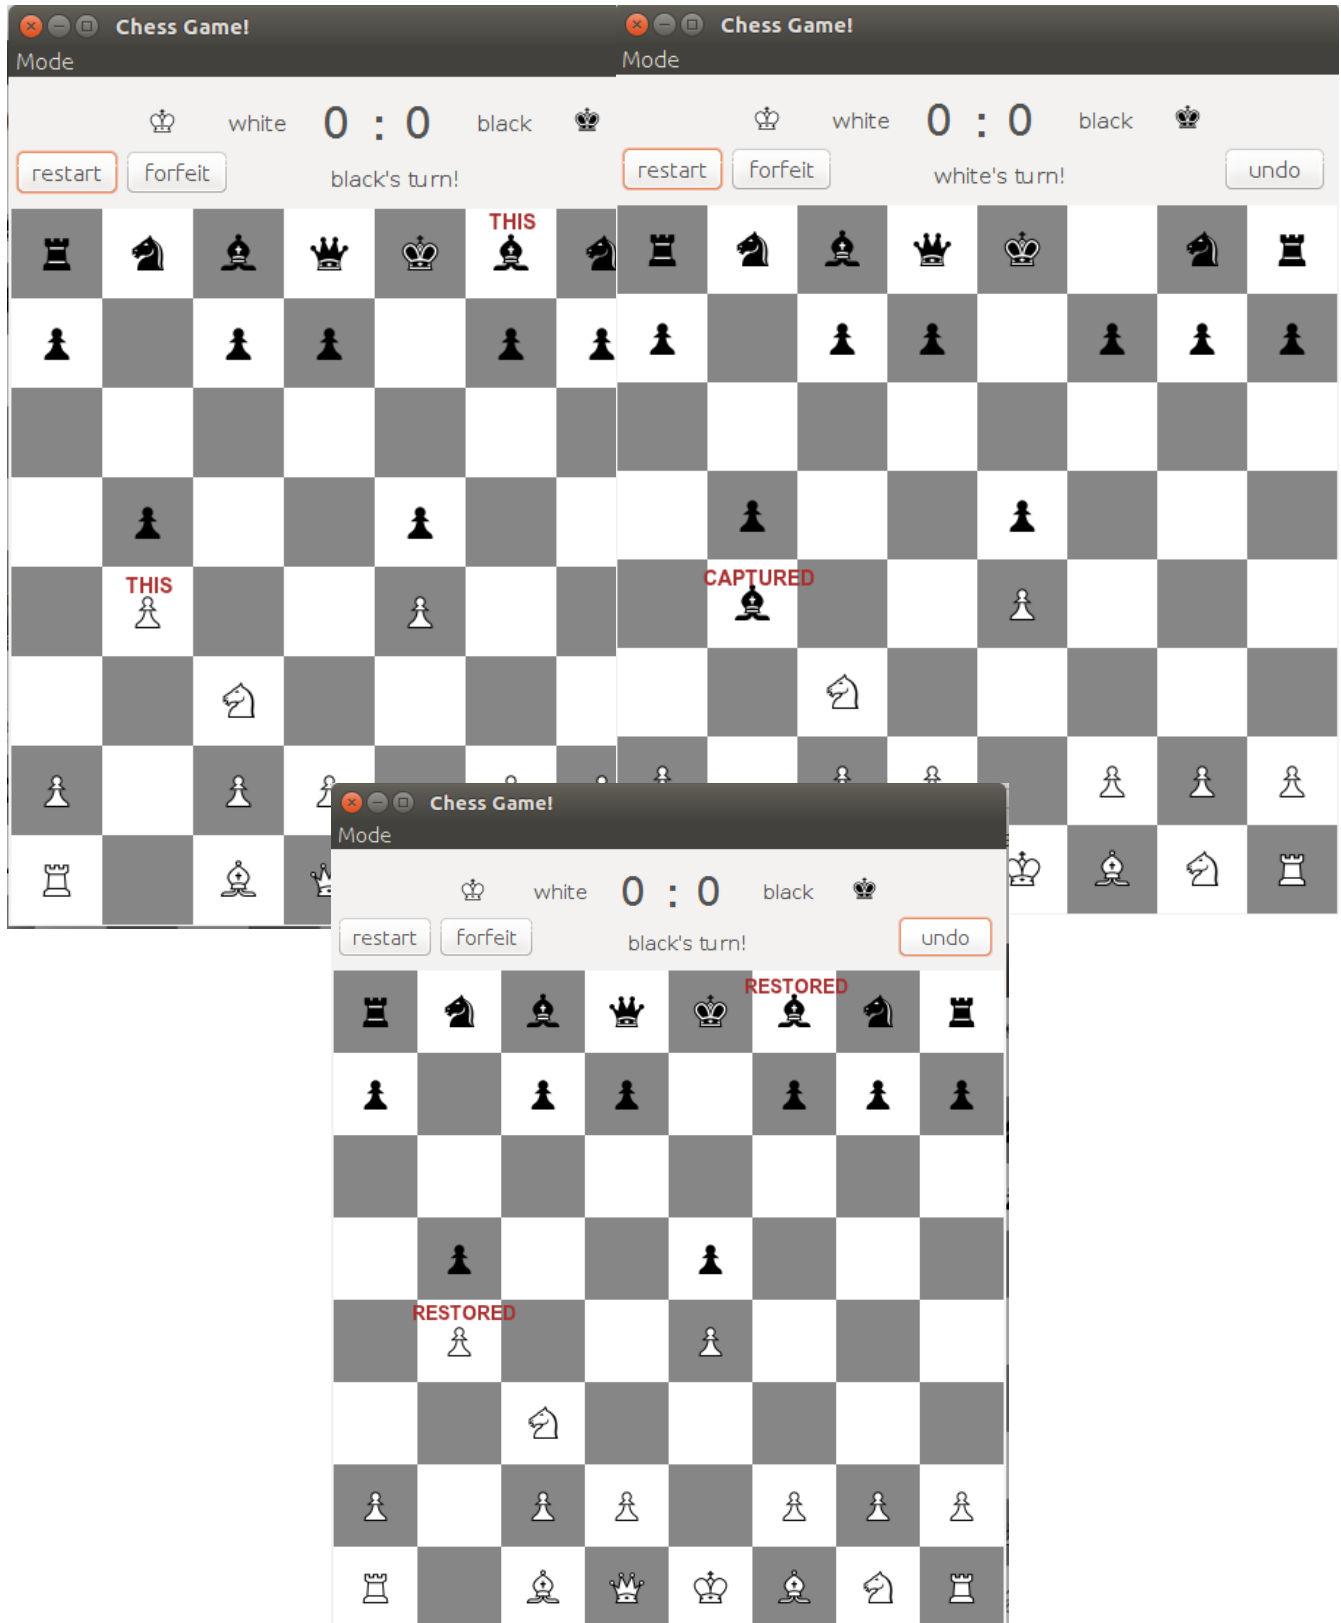 Chess Game!
Mode
white 0 : 0 black
restart forfeit black's turn!
THIS
THIS
Chess Game!
Mode
white 0 : 0 black
restart forfeit white's turn! undo
CAPTURED
Chess Game!
Mode
white 0 : 0 black
restart forfeit black's turn! undo
RESTORED
RESTORED